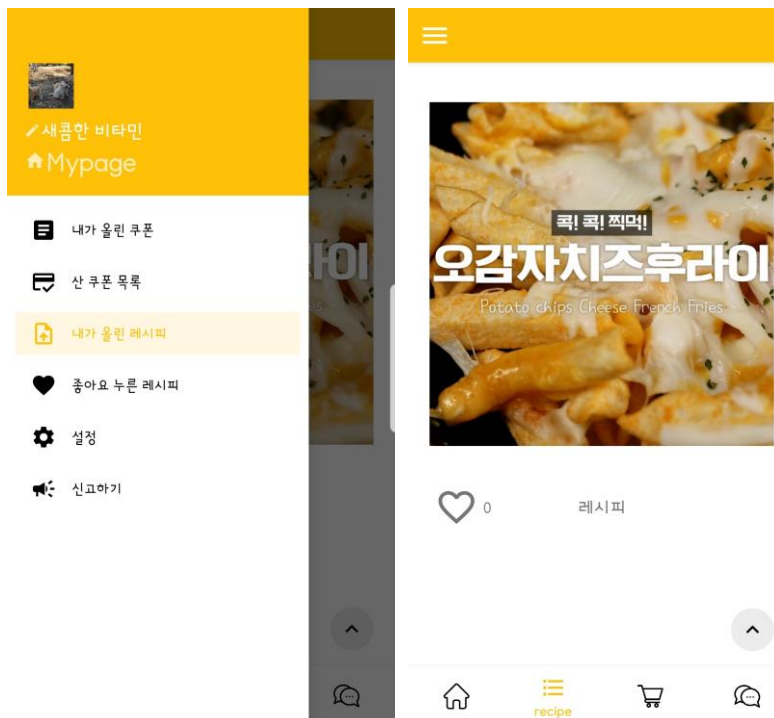 새콤한 비타민
Mypage
내가 올린 쿠폰
산 쿠폰 목록
내가 올린 레시피
좋아요 누른 레시피
설정
신고하기
콕! 콕! 찍먹!
오감자치즈후라이
Potato chips Cheese French Fries
0
레시피
recipe